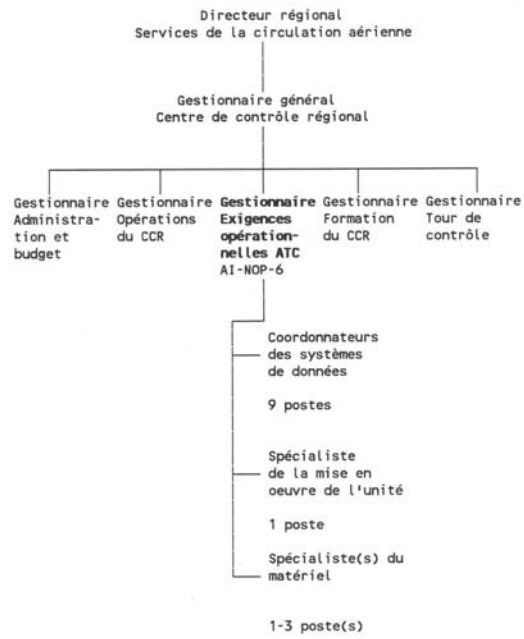 Directeur régional
Services de la circulation aérienne
Gestionnaire général
Centre de contrôle régional
Gestionnaire
Administra-
tion et
budget
Gestionnaire
Opérations
du CCR
Gestionnaire
Exigences
opération-
nelles ATC
AI-NOP-6
Gestionnaire
Formation
du CCR
Gestionnaire
Tour de
contrôle
Coordonnateurs
des systèmes
de données
9 postes
Spécialiste
de la mise en
oeuvre de l'unité
1 poste
Spécialiste(s) du
matériel
1-3 poste(s)